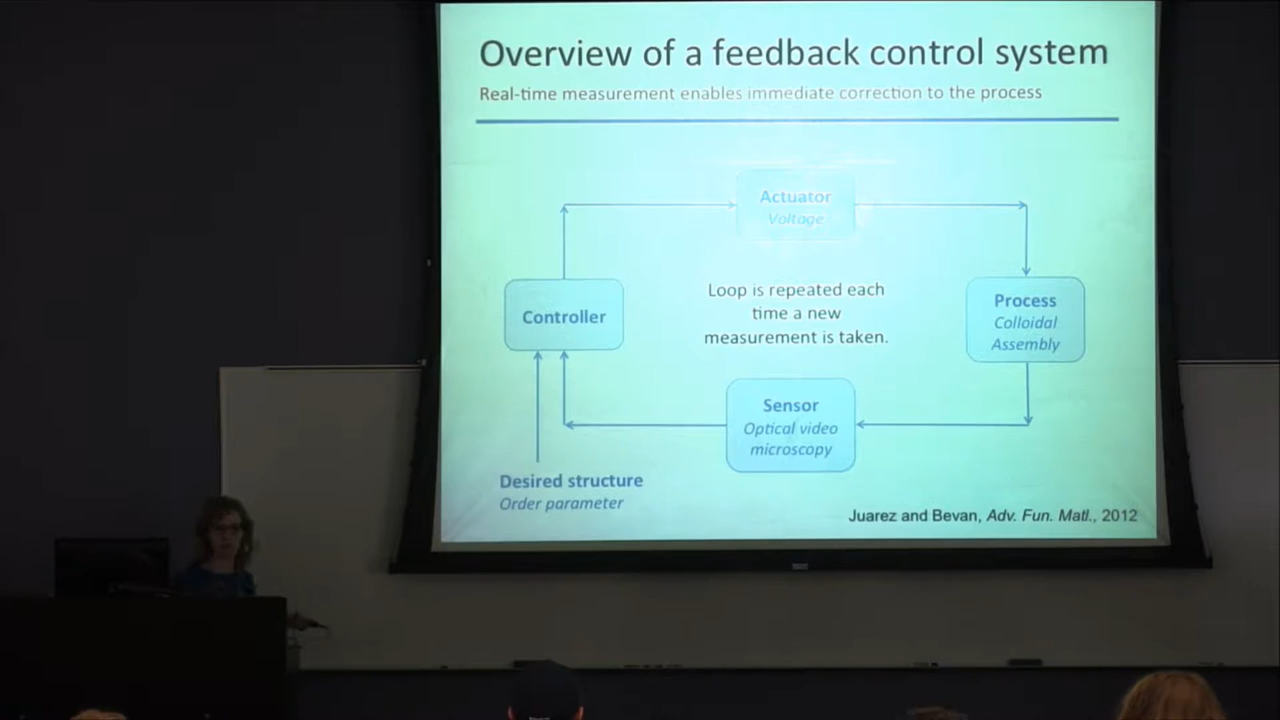 Overview of a feedback control system
Real-time measurement enables immediate correction to the process
Actuator
Voltage
Controller
Loop is repeated each
time a new
measurement is taken.
Process
Colloidal
Assembly
Sensor
Optical video
microscopy
Desired structure
Order parameter
Juarez and Bevan, Adv. Fun. Matl., 2012